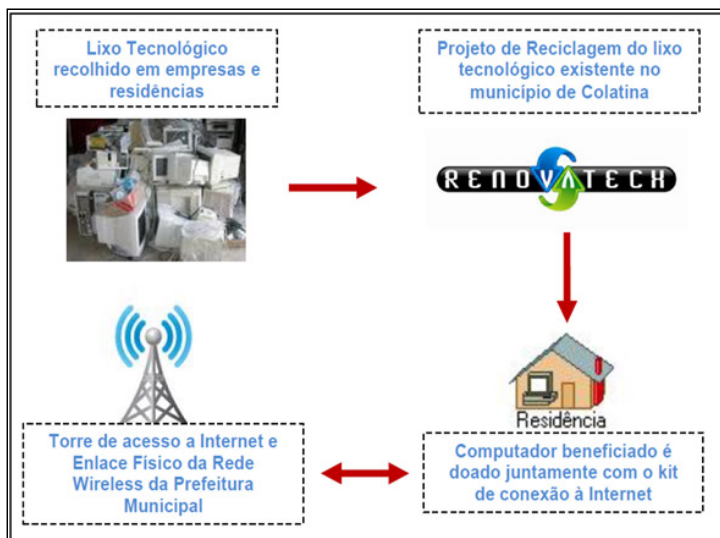 Lixo Tecnológico
recolhido em empresas e
residências
Projeto de Reciclagem do lixo
tecnológico existente no
município de Colatina
RENOVATECH
Residência
Torre de acesso a Internet e
Enlace Físico da Rede
Wireless da Prefeitura
Municipal
Computador beneficiado é
doado juntamente com o kit
de conexão à Internet